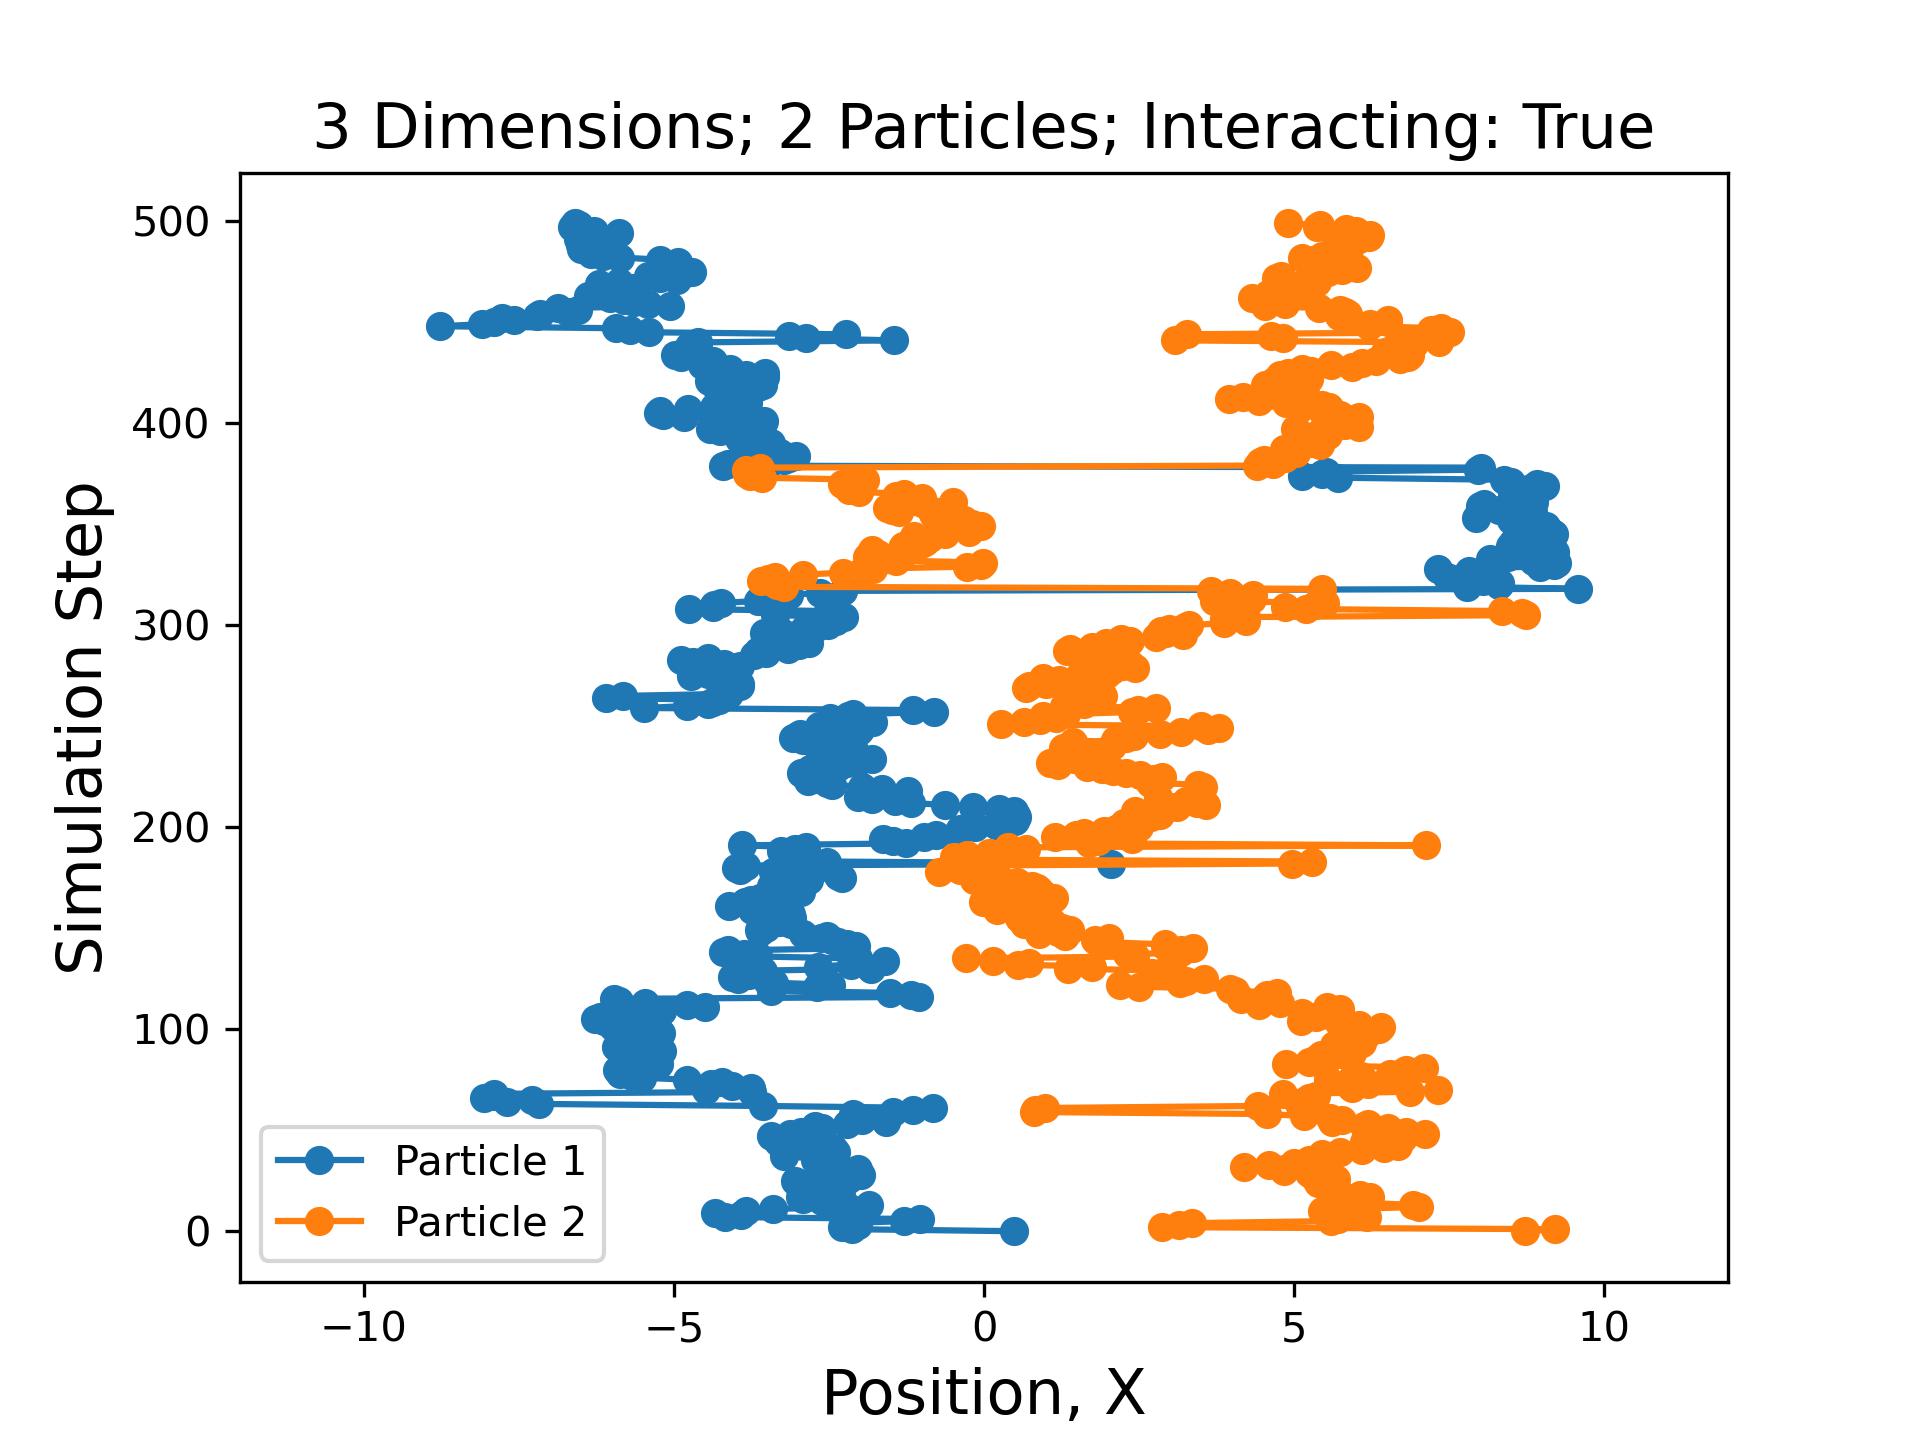 3 Dimensions; 2 Particles; Interacting: True
500
400
300
200
100
0
Simulation Step
Particle 1
Particle 2
−10
−5
0
5
10
Position, X